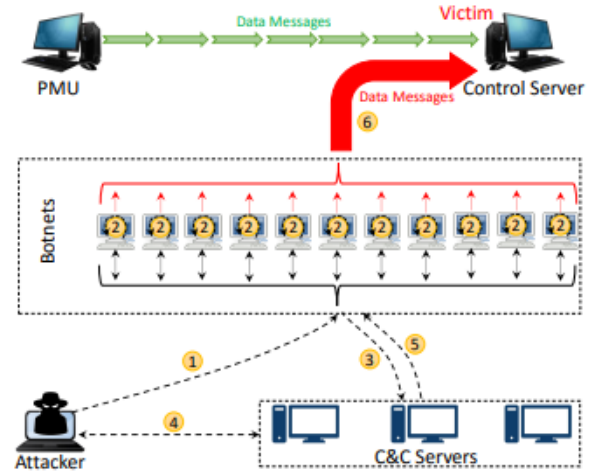 Victim
Data Messages
PMU
Control Server
Data Messages
6
Botnets
2 2 2 2 2 2 2 2 2 2 2
1
3
5
4
Attacker
C&C Servers